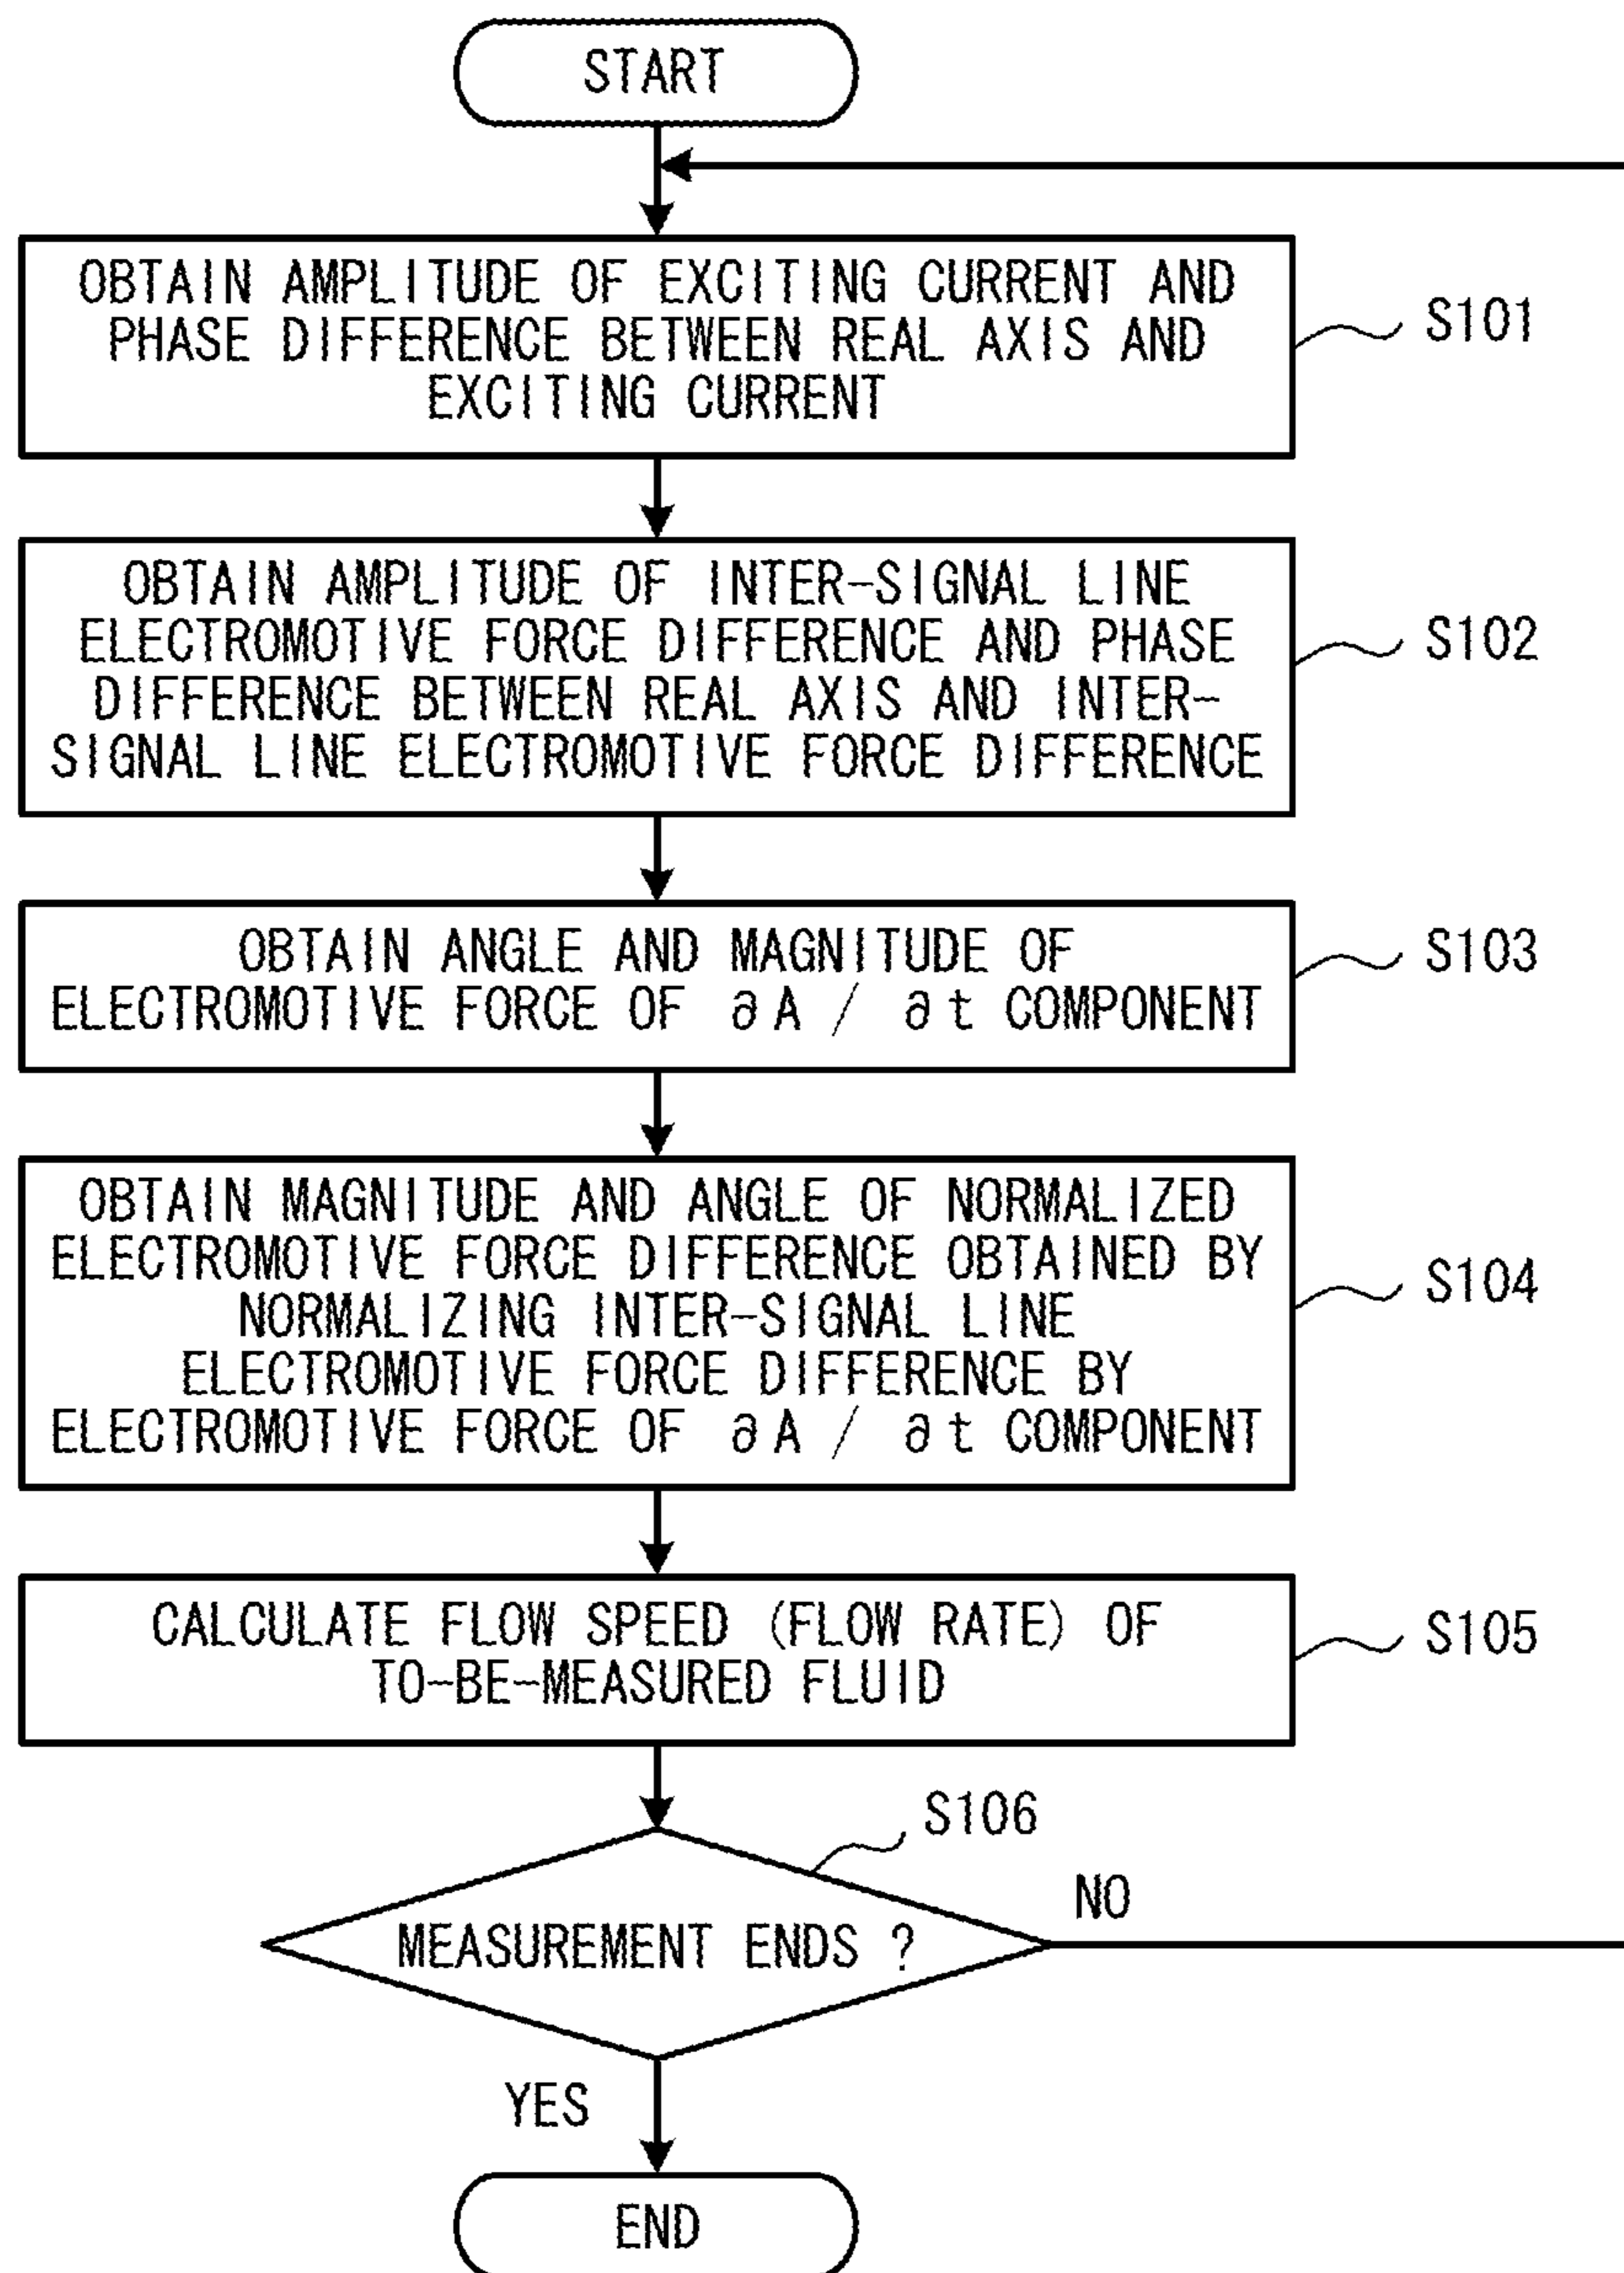 START
OBTAIN AMPLITUDE OF EXCITING CURRENT AND
PHASE DIFFERENCE BETWEEN REAL AXIS AND
EXCITING CURRENT
S101
OBTAIN AMPLITUDE OF INTER-SIGNAL LINE
ELECTROMOTIVE FORCE DIFFERENCE AND PHASE
DIFFERENCE BETWEEN REAL AXIS AND INTER-
SIGNAL LINE ELECTROMOTIVE FORCE DIFFERENCE
S102
OBTAIN ANGLE AND MAGNITUDE OF
ELECTROMOTIVE FORCE OF ∂A / ∂t COMPONENT
S103
OBTAIN MAGNITUDE AND ANGLE OF NORMALIZED
ELECTROMOTIVE FORCE DIFFERENCE OBTAINED BY
NORMALIZING INTER-SIGNAL LINE
ELECTROMOTIVE FORCE DIFFERENCE BY
ELECTROMOTIVE FORCE OF ∂A / ∂t COMPONENT
S104
CALCULATE FLOW SPEED (FLOW RATE) OF
TO-BE-MEASURED FLUID
S105
S106
MEASUREMENT ENDS ?
NO
YES
END